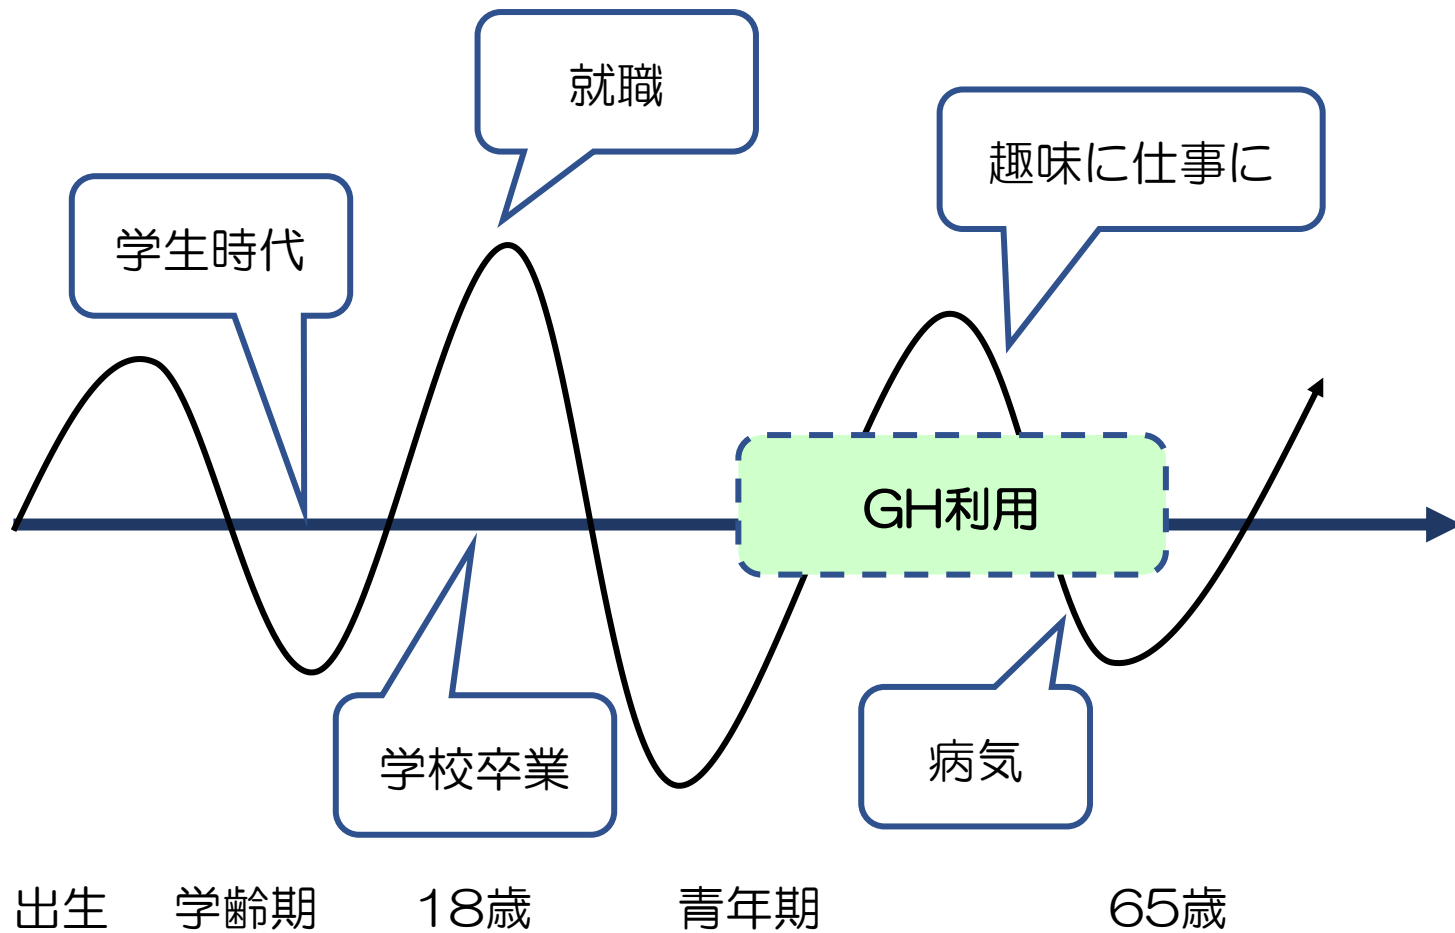 就職
趣味に仕事に
学生時代
GH利用
学校卒業
病気
出生
学齢期
18歳
青年期
65歳